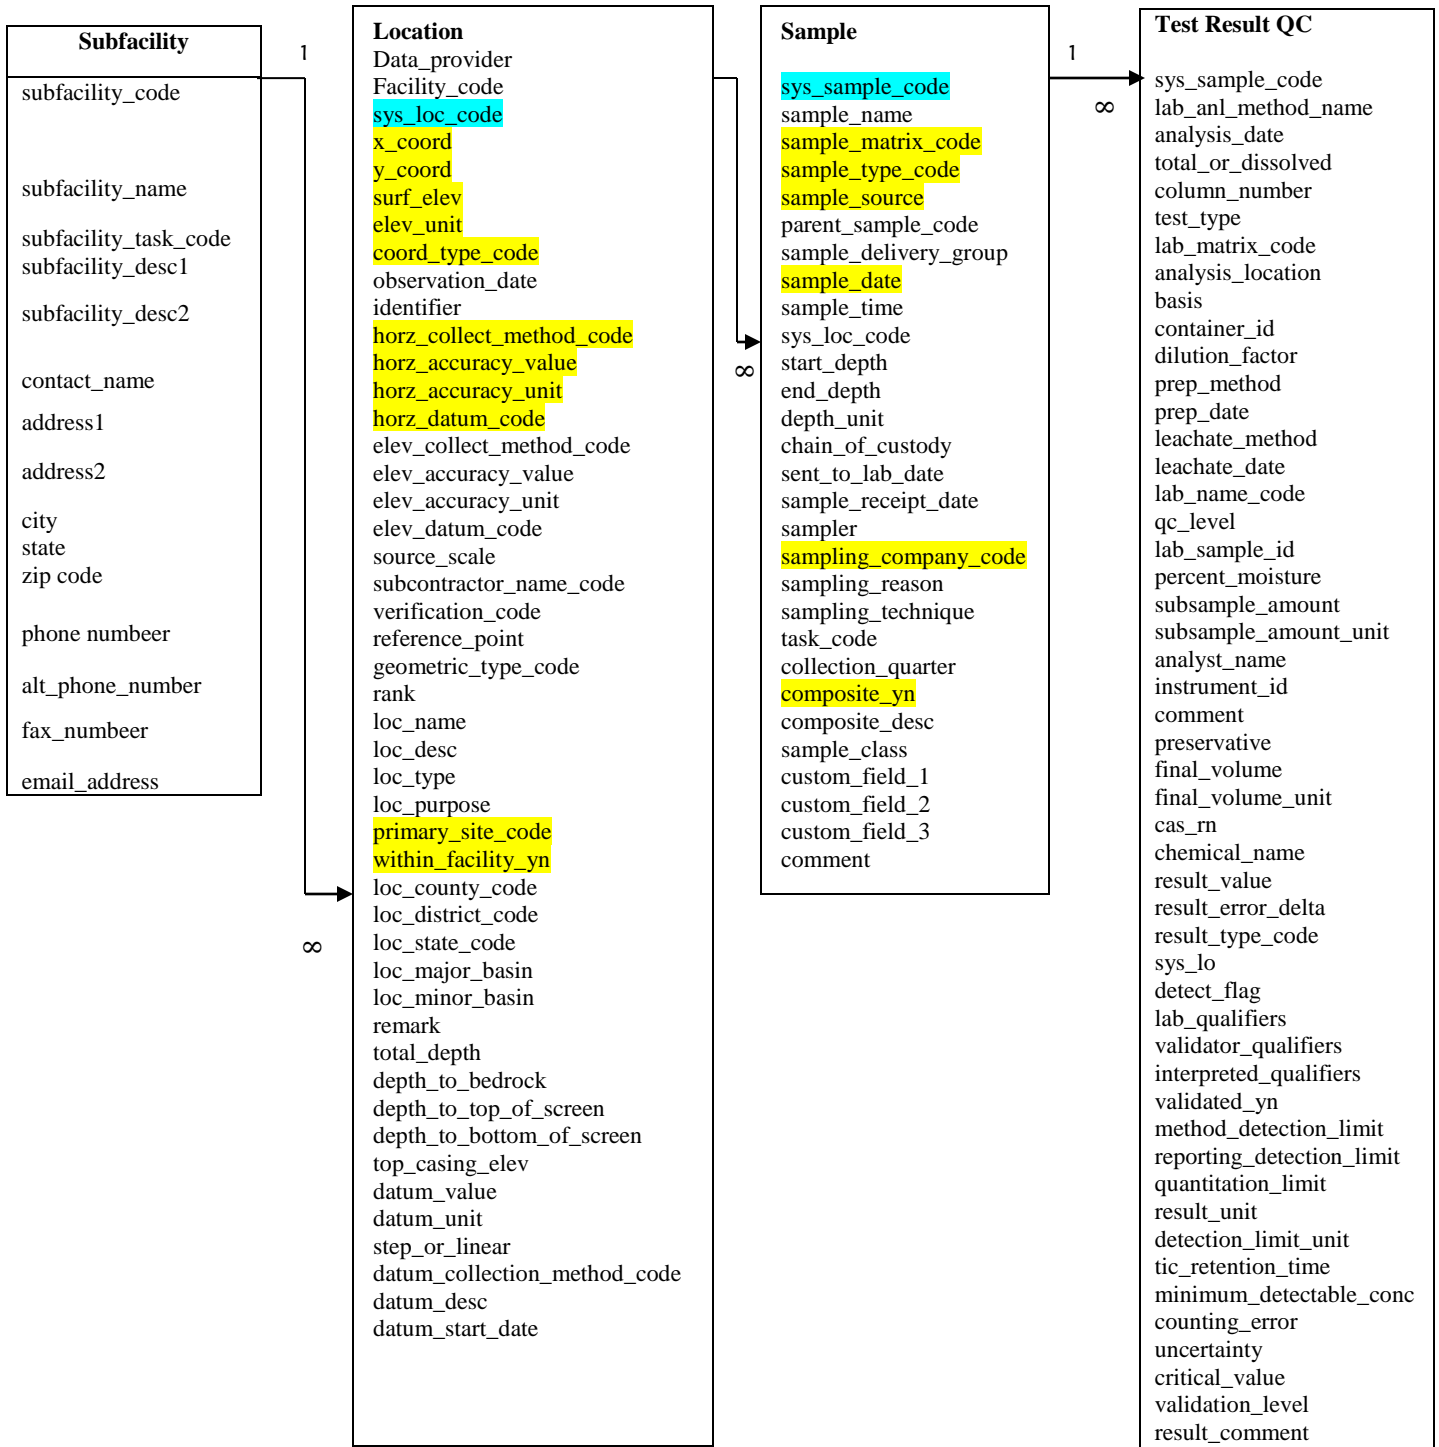 Subfacility
subfacility_code
subfacility_name
subfacility_task_code
subfacility_desc1
subfacility_desc2
contact_name
address1
address2
city
state
zip code
phone numbeer
alt_phone_number
fax_numbeer
email_address
1
∞
Location
Data_provider
Facility_code
sys_loc_code
x_coord
y_coord
surf_elev
elev_unit
coord_type_code
observation_date
identifier
horz_collect_method_code
horz_accuracy_value
horz_accuracy_unit
horz_datum_code
elev_collect_method_code
elev_accuracy_value
elev_accuracy_unit
elev_datum_code
source_scale
subcontractor_name_code
verification_code
reference_point
geometric_type_code
rank
loc_name
loc_desc
loc_type
loc_purpose
primary_site_code
within_facility_yn
loc_county_code
loc_district_code
loc_state_code
loc_major_basin
loc_minor_basin
remark
total_depth
depth_to_bedrock
depth_to_top_of_screen
depth_to_bottom_of_screen
top_casing_elev
datum_value
datum_unit
step_or_linear
datum_collection_method_code
datum_desc
datum_start_date
∞
Sample
sys_sample_code
sample_name
sample_matrix_code
sample_type_code
sample_source
parent_sample_code
sample_delivery_group
sample_date
sample_time
sys_loc_code
start_depth
end_depth
depth_unit
chain_of_custody
sent_to_lab_date
sample_receipt_date
sampler
sampling_company_code
sampling_reason
sampling_technique
task_code
collection_quarter
composite_yn
composite_desc
sample_class
custom_field_1
custom_field_2
custom_field_3
comment
1
∞
Test Result QC
sys_sample_code
lab_anl_method_name
analysis_date
total_or_dissolved
column_number
test_type
lab_matrix_code
analysis_location
basis
container_id
dilution_factor
prep_method
prep_date
leachate_method
leachate_date
lab_name_code
qc_level
lab_sample_id
percent_moisture
subsample_amount
subsample_amount_unit
analyst_name
instrument_id
comment
preservative
final_volume
final_volume_unit
cas_rn
chemical_name
result_value
result_error_delta
result_type_code
sys_lo
detect_flag
lab_qualifiers
validator_qualifiers
interpreted_qualifiers
validated_yn
method_detection_limit
reporting_detection_limit
quantitation_limit
result_unit
detection_limit_unit
tic_retention_time
minimum_detectable_conc
counting_error
uncertainty
critical_value
validation_level
result_comment